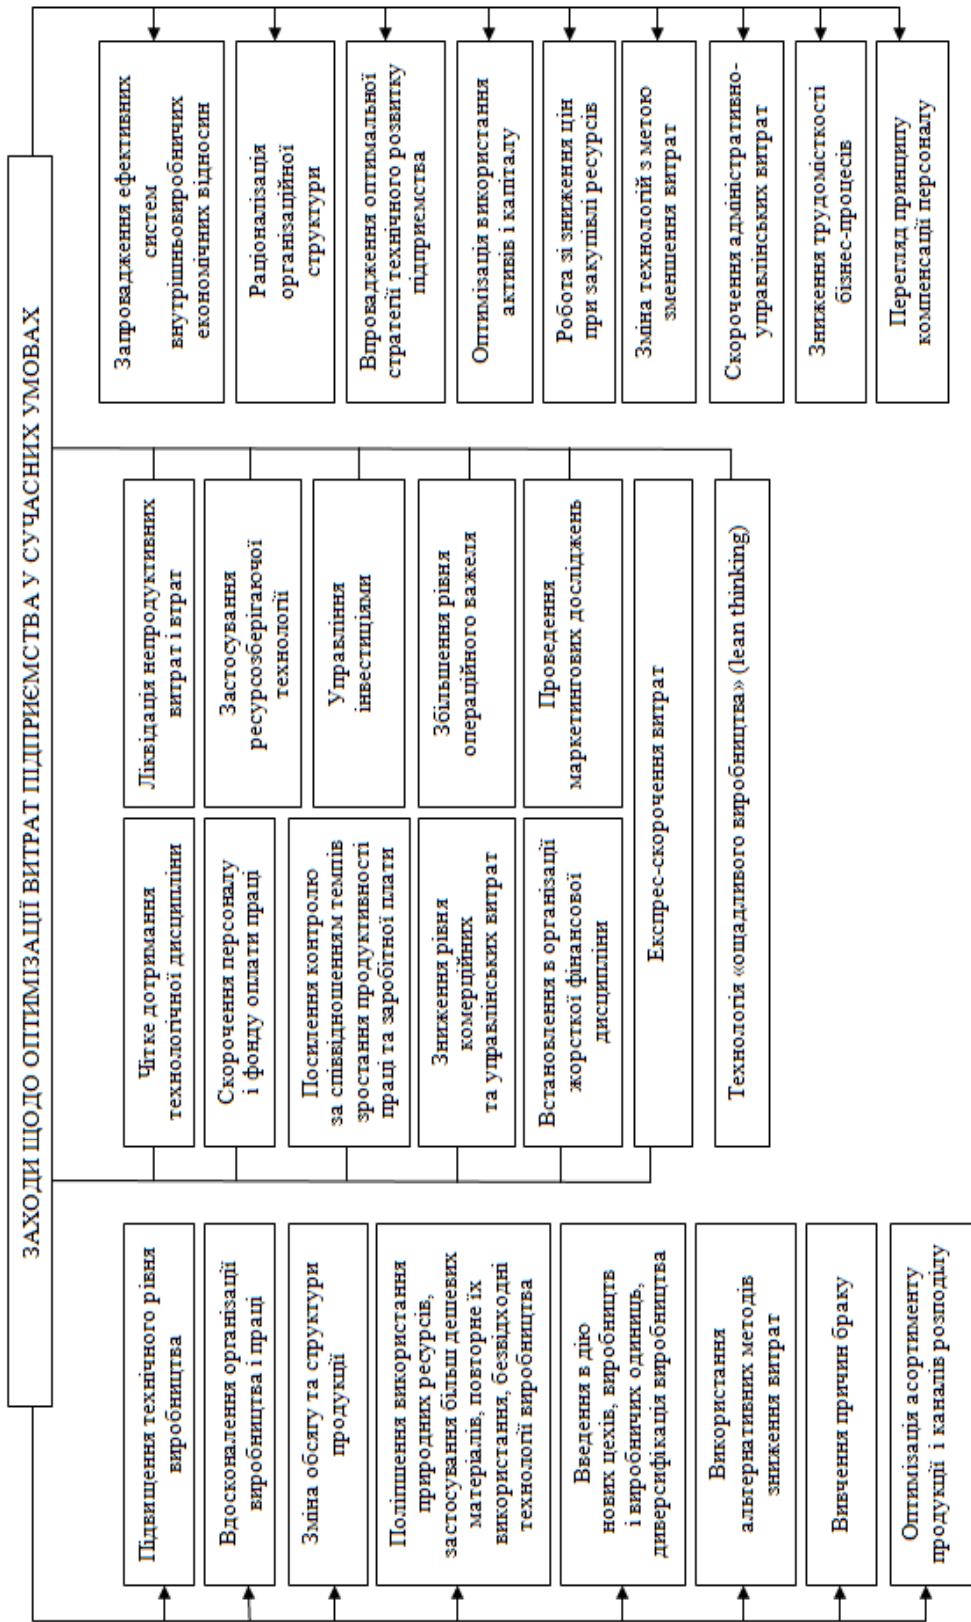 ЗАХОДИ ЩОДО ОПТИМІЗАЦІЇ ВИТРАТ ПІДПРИЄМСТВА У СУЧАСНИХ УМОВАХ
Підвищення технічного рівня
виробництва
Вдосконалення організації
виробництва і праці
Зміна обсягу та структури
продукції
Поліпшення використання
природних ресурсів,
застосування більш дешевих
матеріалів, повторне їх
використання, безвідходні
технології виробництва
Введення в дію
нових цехів, виробництв
і виробничих одиниць,
диверсифікація виробництва
Використання
альтернативних методів
зниження витрат
Вивчення причин браку
Оптимізація асортименту
продукції і каналів розподілу
Чітке дотримання
технологічної дисципліни
Скорочення персоналу
і фонду оплати праці
Посилення контролю
за співвідношенням темпів
зростання продуктивності
праці та заробітної плати
Зниження рівня
комерційних
та управлінських витрат
Встановлення в організації
жорсткої фінансової
дисципліни
Ліквідація непродуктивних
витрат і втрат
Застосування
ресурсозберігаючої
технології
Управління
інвестиціями
Збільшення рівня
операційного важеля
Проведення
маркетингових досліджень
Експрес-скорочення витрат
Технологія «ощадливого виробництва» (lean thinking)
Запровадження ефективних
систем
внутрішньовиробничих
економічних відносин
Раціоналізація
організаційної
структури
Впровадження оптимальної
стратегії технічного розвитку
підприємства
Оптимізація використання
активів і капіталу
Робота зі зниження цін
при закупівлі ресурсів
Зміна технологій з метою
зменшення витрат
Скорочення адміністративно-
управлінських витрат
Зниження трудомісткості
бізнес-процесів
Перегляд принципу
компенсації персоналу